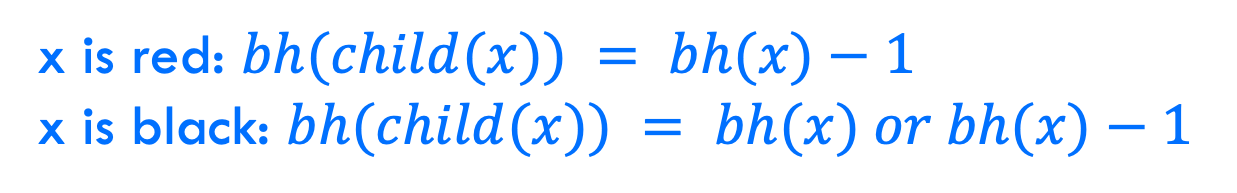 x is red: bh(child(x)) = bh(x) − 1
x is black: bh(child(x)) = bh(x) or bh(x) − 1